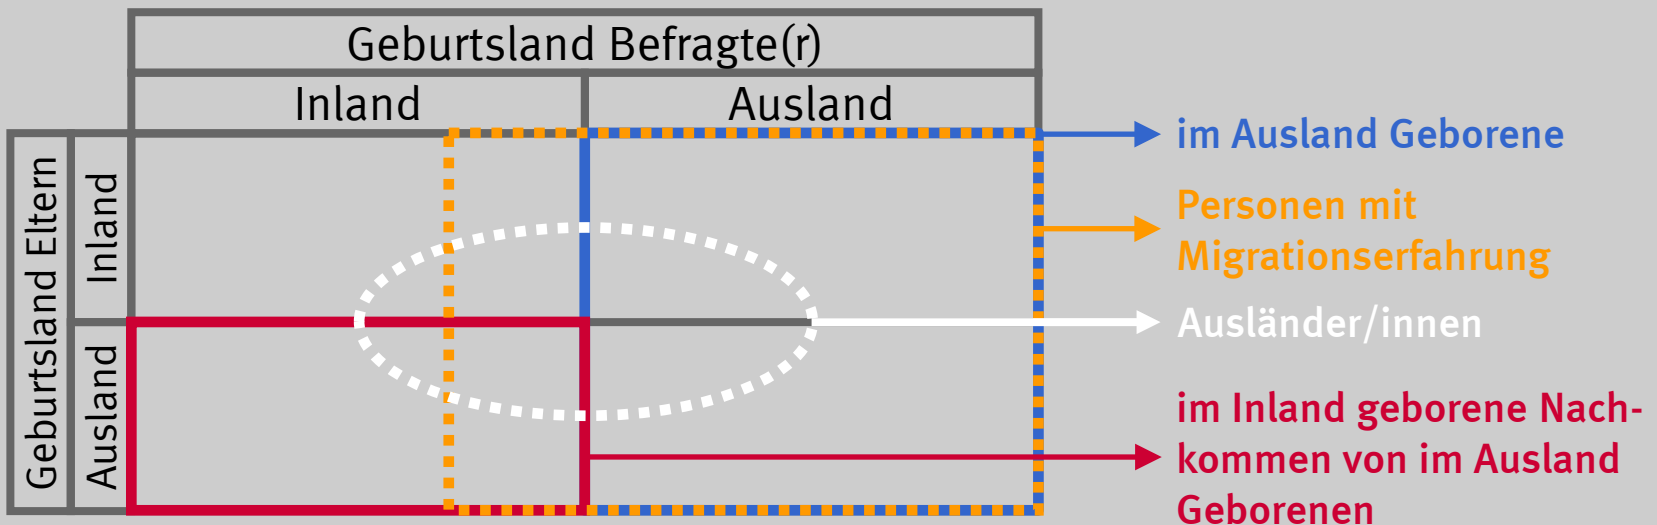 Geburtsland Befragte(r)
Inland
Ausland
Geburtsland Eltern
Inland
Ausland
im Ausland Geborene
Personen mit
Migrationserfahrung
Ausländer/innen
im Inland geborene Nach-
kommen von im Ausland
Geborenen